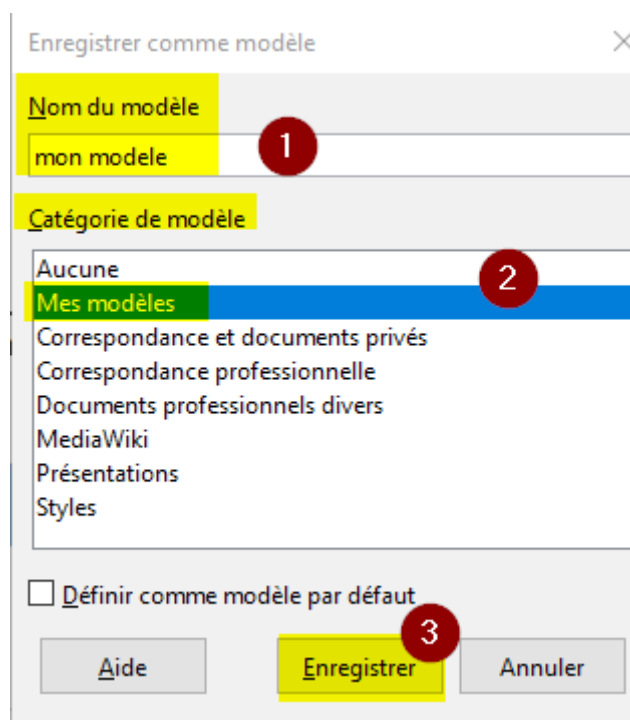 Enregistrer comme modèle
Nom du modèle
mon modele
1
Catégorie de modèle
Aucune
2
Mes modèles
Correspondance et documents privés
Correspondance professionnelle
Documents professionnels divers
MediaWiki
Présentations
Styles
Définir comme modèle par défaut
3
Aide Enregistrer Annuler